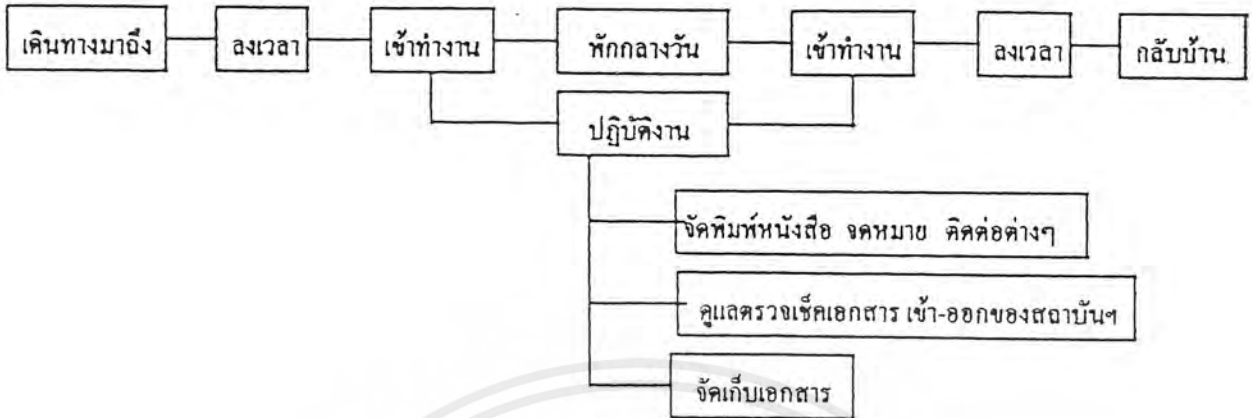 เดินทางมาถึง ลงเวลา เข้าทำงาน พักกลางวัน เข้าทำงาน ลงเวลา กลับบ้าน
ปฏิบัติงาน
จัดพิมพ์หนังสือ จดหมาย ติดต่อต่างๆ
ดูแลตรวจเช็คเอกสาร เข้า-ออกของสถาบันฯ
จัดเก็บเอกสาร